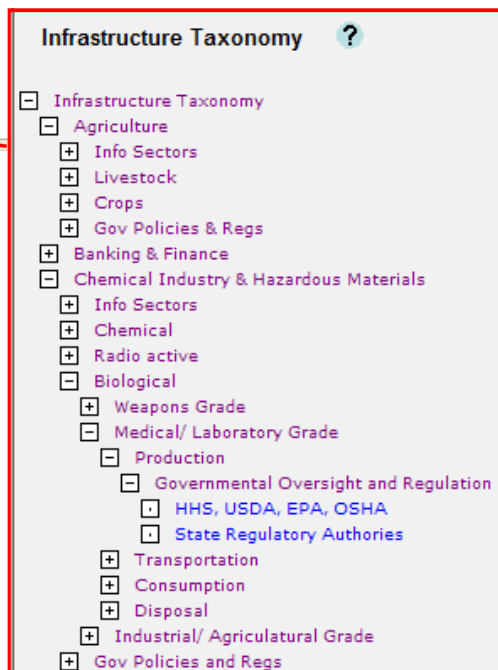 Infrastructure Taxonomy ?
Infrastructure Taxonomy
Agriculture
Info Sectors
Livestock
Crops
Gov Policies & Regs
Banking & Finance
Chemical Industry & Hazardous Materials
Info Sectors
Chemical
Radio active
Biological
Weapons Grade
Medical/ Laboratory Grade
Production
Governmental Oversight and Regulation
HHS, USDA, EPA, OSHA
State Regulatory Authories
Transportation
Consumption
Disposal
Industrial/ Agriculatural Grade
Gov Policies and Regs